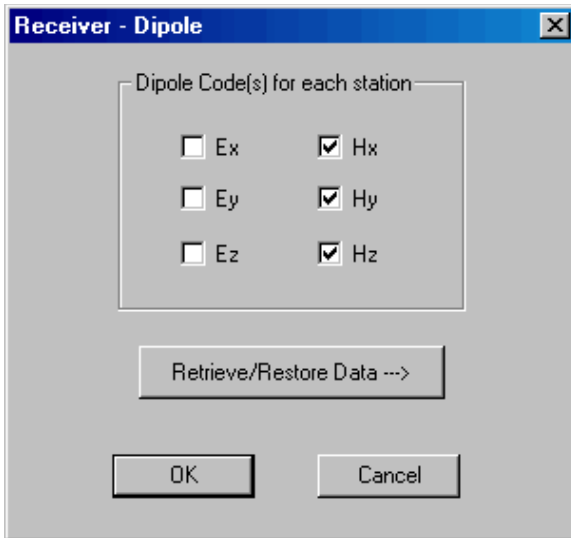 Receiver - Dipole
Dipole Code(s) for each station
Ex Hx
Ey Hy
Ez Hz
Retrieve/Restore Data --->
OK Cancel